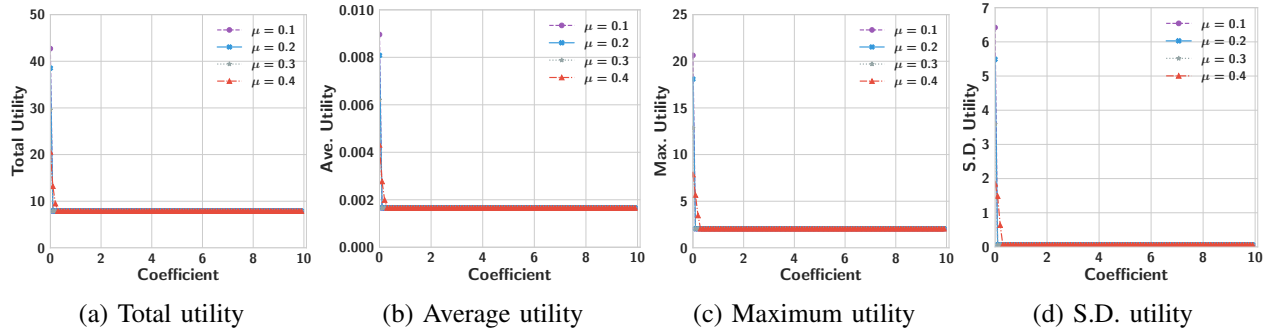 50
40
30
20
10
0
Total Utility
0 2 4 6 8 10
Coefficient
μ = 0.1
μ = 0.2
μ = 0.3
μ = 0.4
(a) Total utility
0.010
0.008
0.006
0.004
0.002
0.000
Ave. Utility
0 2 4 6 8 10
Coefficient
μ = 0.1
μ = 0.2
μ = 0.3
μ = 0.4
(b) Average utility
25
20
15
10
5
0
Max. Utility
0 2 4 6 8 10
Coefficient
μ = 0.1
μ = 0.2
μ = 0.3
μ = 0.4
(c) Maximum utility
7
6
5
4
3
2
1
0
S.D. Utility
0 2 4 6 8 10
Coefficient
μ = 0.1
μ = 0.2
μ = 0.3
μ = 0.4
(d) S.D. utility